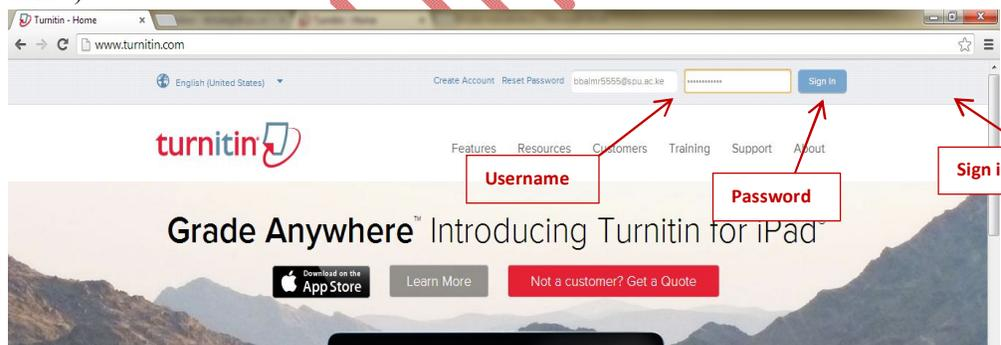 Turnitin - Home
www.turnitin.com
English (United States)
Create Account Reset Password bbalmr5555@spu.ac.ke Sign In
turnitin
Features Resources Customers Training Support About
Username
Password
Sign i
Grade Anywhere™ Introducing Turnitin for iPad®
Download on the
App Store
Learn More
Not a customer? Get a Quote